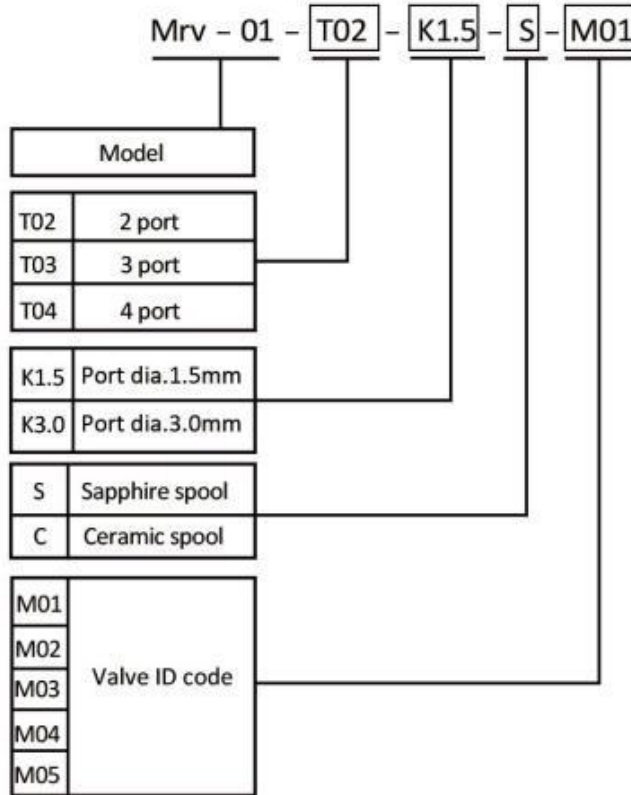 Mrv - 01 - T02 - K1.5 - S - M01
Model
T02 2 port
T03 3 port
T04 4 port
K1.5 Port dia.1.5mm
K3.0 Port dia.3.0mm
S Sapphire spool
C Ceramic spool
M01
M02
M03 Valve ID code
M04
M05